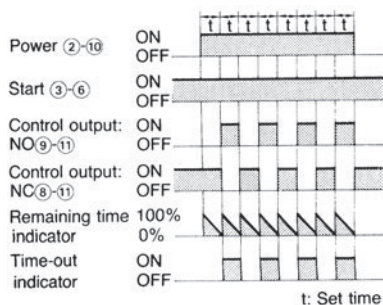 t t t t t t t t
Power ②-⑩ ON
OFF
Start ③-⑥ ON
OFF
Control output: ON
NO⑨-⑪ OFF
Control output: ON
NC⑧-⑪ OFF
Remaining time 100%
indicator 0%
Time-out ON
indicator OFF
t: Set time